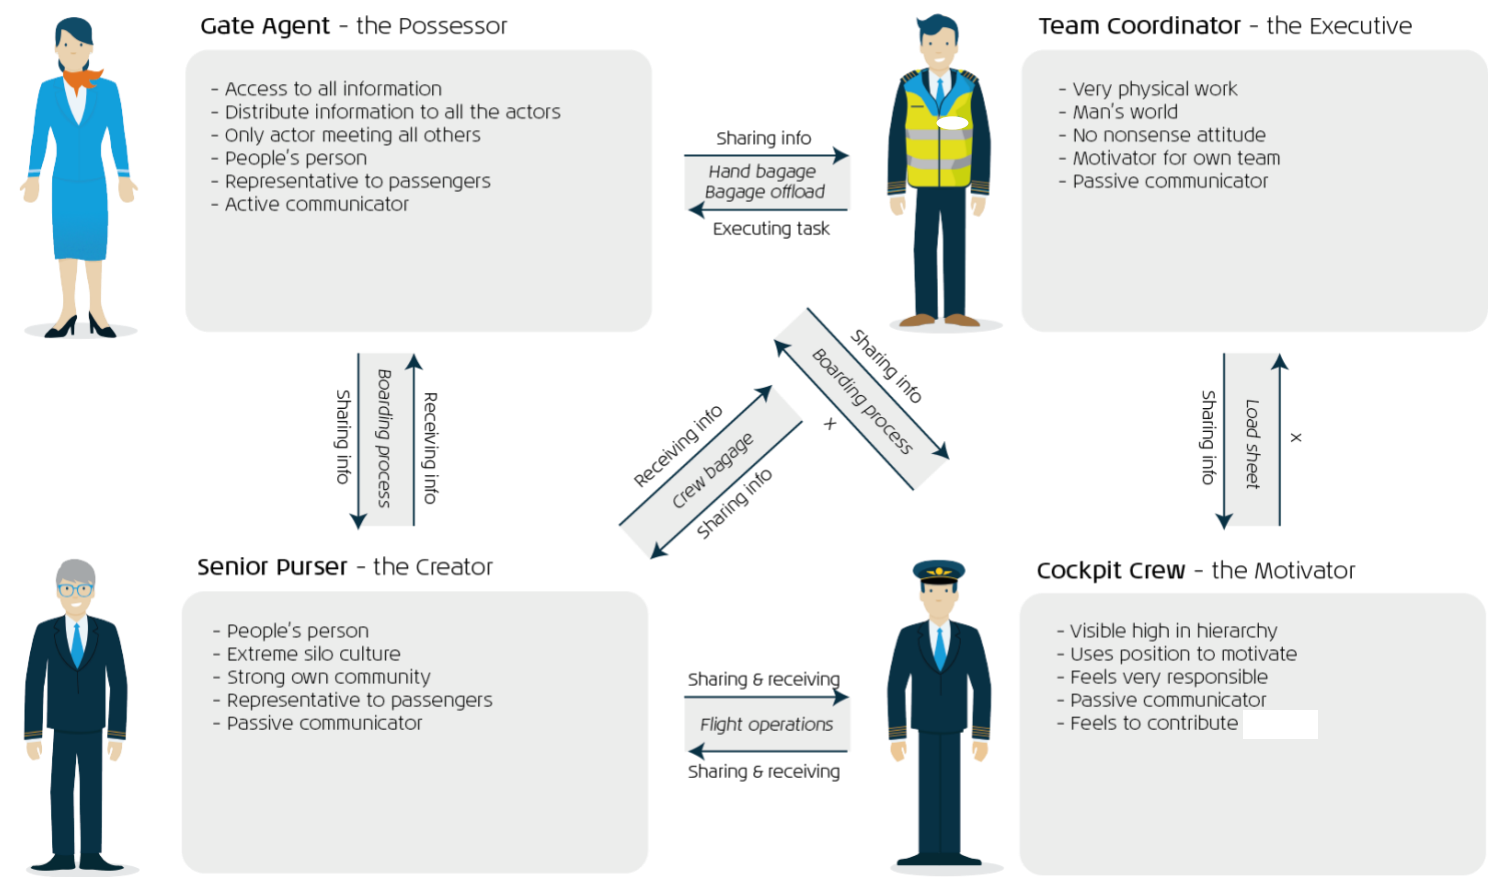 Gate Agent - the Possessor
- Access to all information
- Distribute information to all the actors
- Only actor meeting all others
- People's person
- Representative to passengers
- Active communicator
Sharing info
Hand bagage
Bagage offload
Executing task
Team Coordinator - the Executive
- Very physical work
- Man's world
- No nonsense attitude
- Motivator for own team
- Passive communicator
Sharing info
Boarding process
Receiving info
Receiving info
Crew bagage
Sharing info
Sharing info
Boarding process
x
Sharing info
Load sheet
x
Senior Purser - the Creator
- People's person
- Extreme silo culture
- Strong own community
- Representative to passengers
- Passive communicator
Sharing & receiving
Flight operations
Sharing & receiving
Cockpit Crew - the Motivator
- Visible high in hierarchy
- Uses position to motivate
- Feels very responsible
- Passive communicator
- Feels to contribute